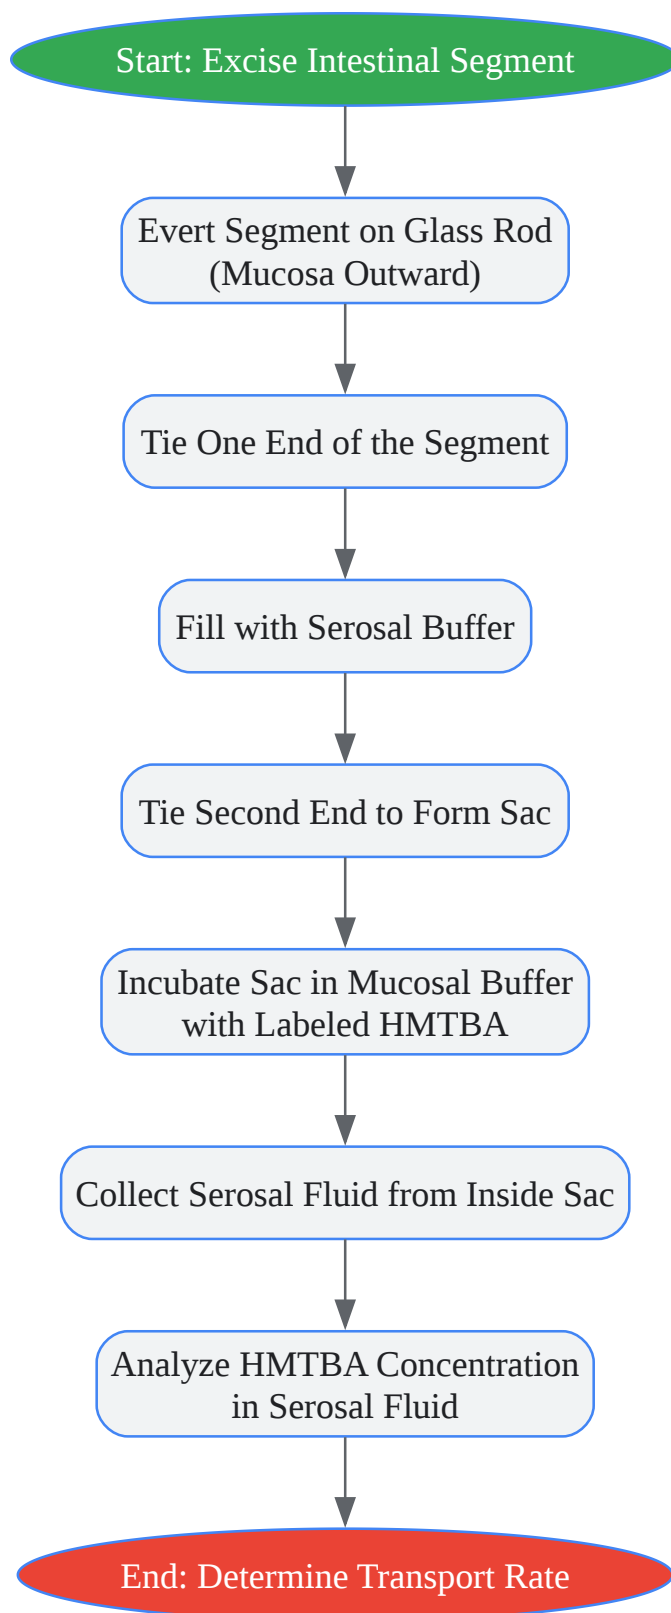 Start: Excise Intestinal Segment
Evert Segment on Glass Rod
(Mucosa Outward)
Tie One End of the Segment
Fill with Serosal Buffer
Tie Second End to Form Sac
Incubate Sac in Mucosal Buffer
with Labeled HMTBA
Collect Serosal Fluid from Inside Sac
Analyze HMTBA Concentration
in Serosal Fluid
End: Determine Transport Rate